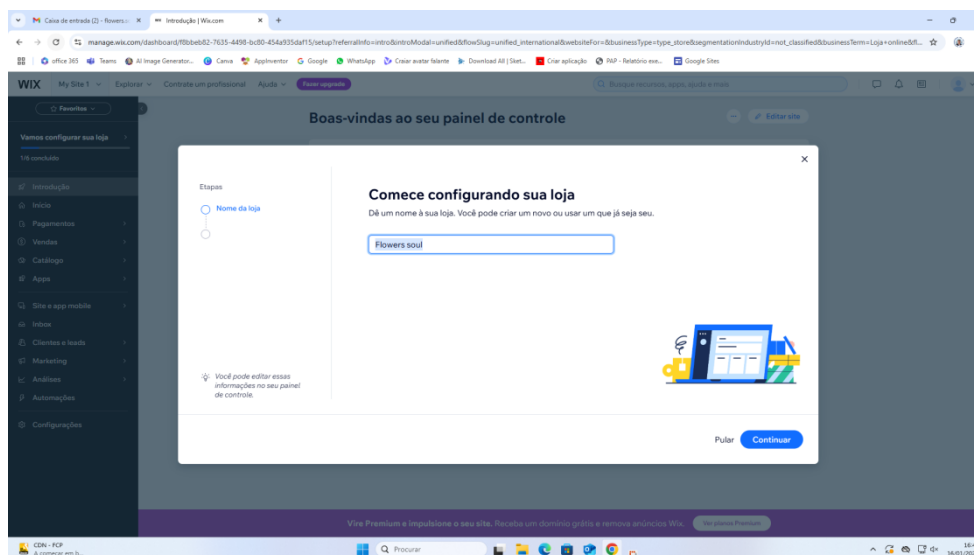 Caixa de entrada (2) - flowers.s
Introdução | Wix.com
manage.wix.com/dashboard/f8bbeb82-7635-4498-bc80-454a935daf15/setup?referralInfo=intro&introModal=unified&flowSlug=unified_international&websiteFor=&businessType=type_store&segmentationIndustryId=not_classified&businessTerm=Loja+online&fl...
office 365
Teams
AI Image Generator...
Canva
AppInventor
Google
WhatsApp
Craiar avatar falante
Download All | Sket...
Criar aplicação
PAP - Relatório exe...
Google Sites
WIX
My Site 1
Explorar
Contrate um profissional
Ajuda
Fazer upgrade
Busque recursos, apps, ajuda e mais
Favoritos
Boas-vindas ao seu painel de controle
Editar site
Vamos configurar sua loja
1/6 concluído
Introdução
Início
Pagamentos
Vendas
Catálogo
Apps
Site e app mobile
Inbox
Clientes e leads
Marketing
Análises
Automações
Configurações
Etapas
Nome da loja
Você pode editar essas
informações no seu painel
de controle.
Comece configurando sua loja
Dê um nome à sua loja. Você pode criar um novo ou usar um que já seja seu.
Flowers soul
Pular
Continuar
Vire Premium e impulsione o seu site. Receba um domínio grátis e remova anúncios Wix.
Ver planos Premium
CDN - FCP
A começar em b...
Procurar